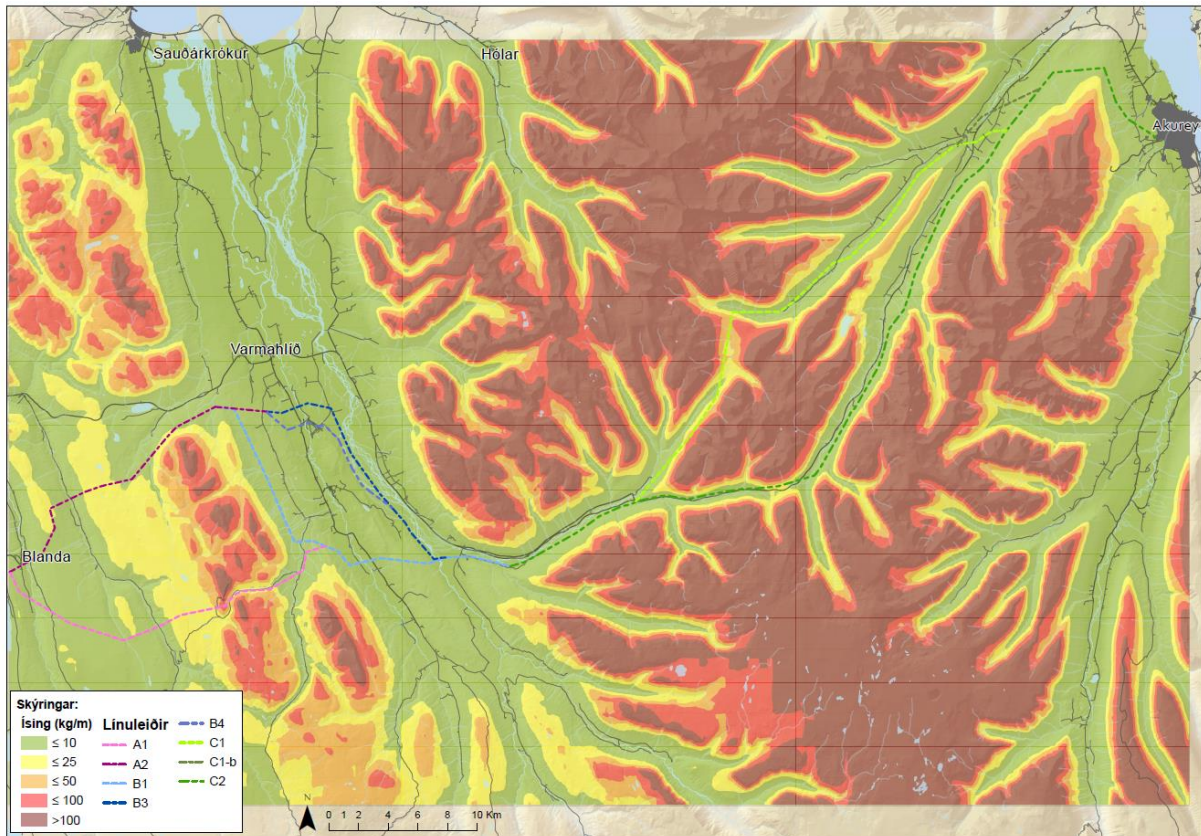 Sauðárkrókur
Hólar
Akurey
Varmahlíð
Blanda
Skýringar:
Ísing (kg/m)
≤ 10
≤ 25
≤ 50
≤ 100
>100
Línuleiðir
A1
A2
B1
B3
B4
C1
C1-b
C2
N
0 1 2 4 6 8 10 Km